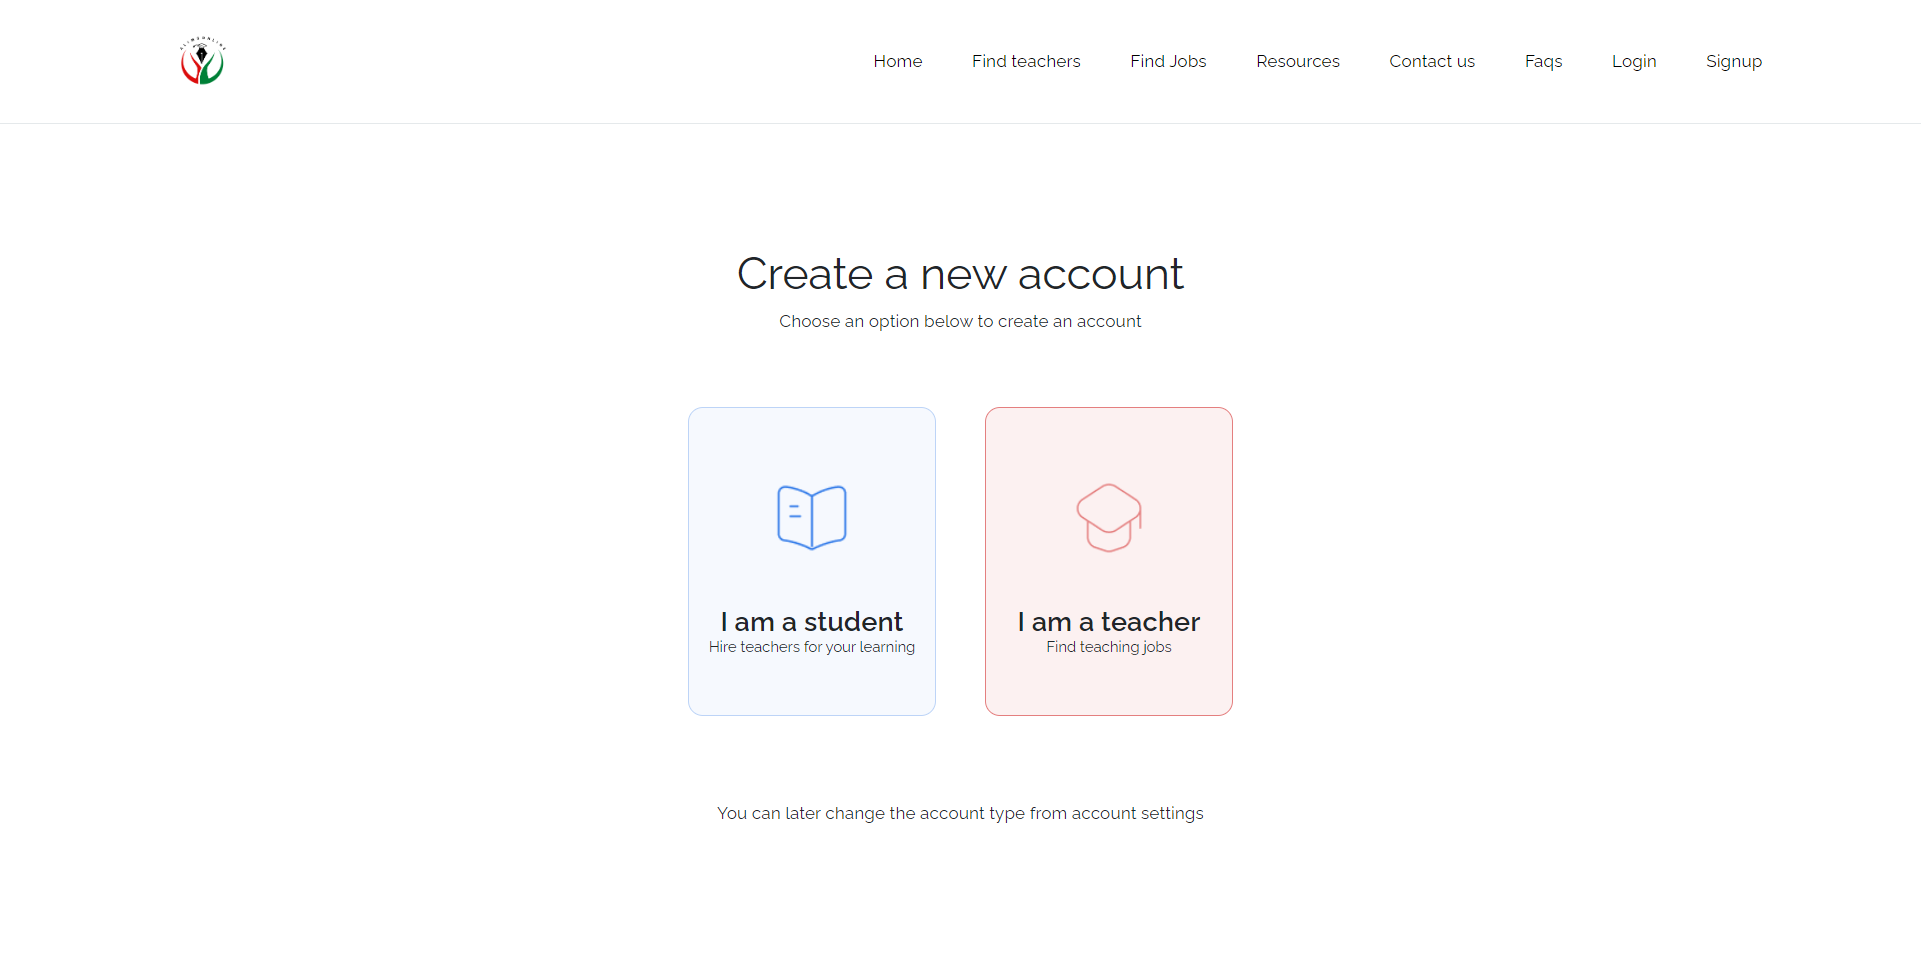 Home Find teachers Find Jobs Resources Contact us Faqs Login Signup
Create a new account
Choose an option below to create an account
I am a student
Hire teachers for your learning
I am a teacher
Find teaching jobs
You can later change the account type from account settings